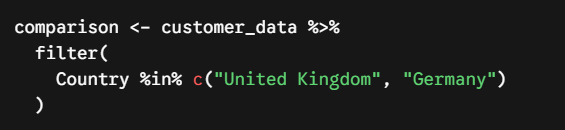 comparison <- customer_data %>%
  filter(
    Country %in% c("United Kingdom", "Germany")
  )